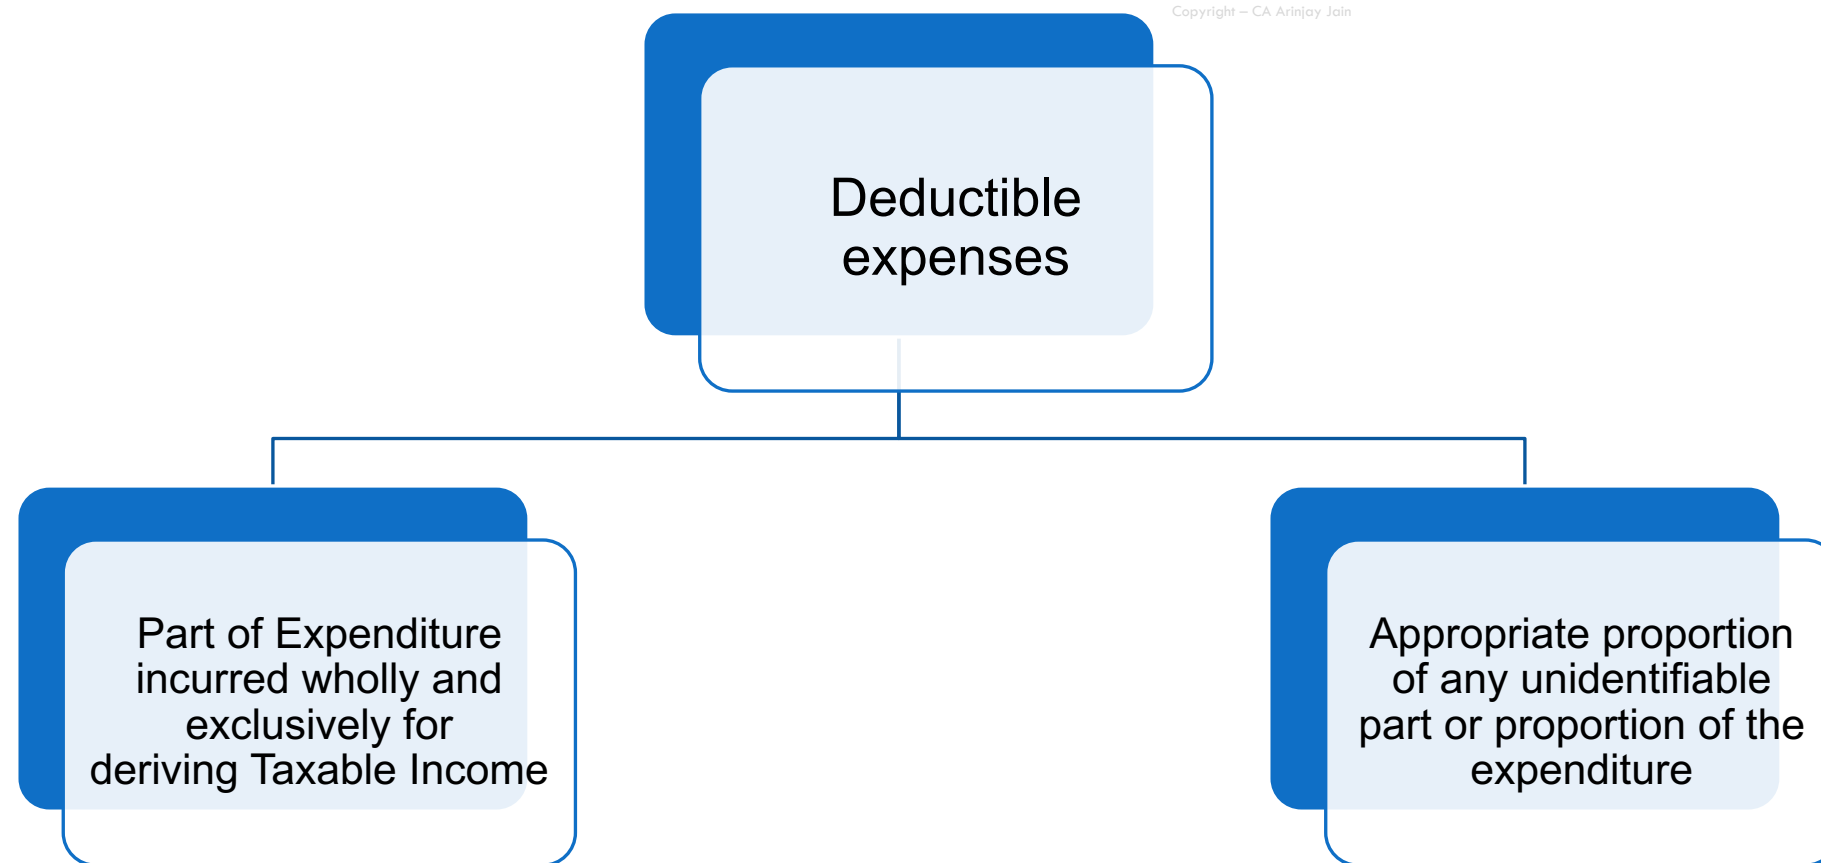 Copyright – CA Arinjay Jain
Deductible
expenses
Part of Expenditure
incurred wholly and
exclusively for
deriving Taxable Income
Appropriate proportion
of any unidentifiable
part or proportion of the
expenditure